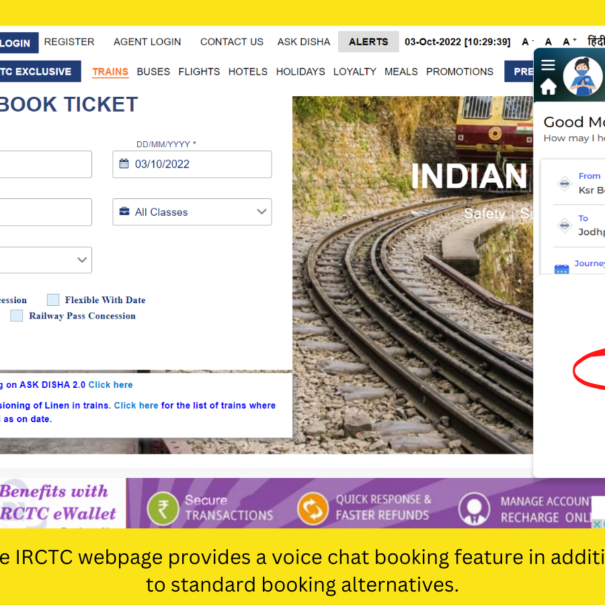 LOGIN REGISTER AGENT LOGIN CONTACT US ASK DISHA ALERTS 03-Oct-2022 [10:29:39] A- A A+ हिंदी
TC EXCLUSIVE TRAINS BUSES FLIGHTS HOTELS HOLIDAYS LOYALTY MEALS PROMOTIONS PRE
BOOK TICKET
DD/MM/YYYY *
03/10/2022
All Classes
ession Flexible With Date
Railway Pass Concession
g on ASK DISHA 2.0 Click here
sioning of Linen in trains. Click here for the list of trains where
as on date.
INDIAN
Safety | S
Good Mo
How may I h
From
Ksr B
To
Jodhp
Journey
Benefits with
RCTC eWallet
Secure
TRANSACTIONS
QUICK RESPONSE &
FASTER REFUNDS
MANAGE ACCOUNT
RECHARGE ONL
e IRCTC webpage provides a voice chat booking feature in additi
to standard booking alternatives.